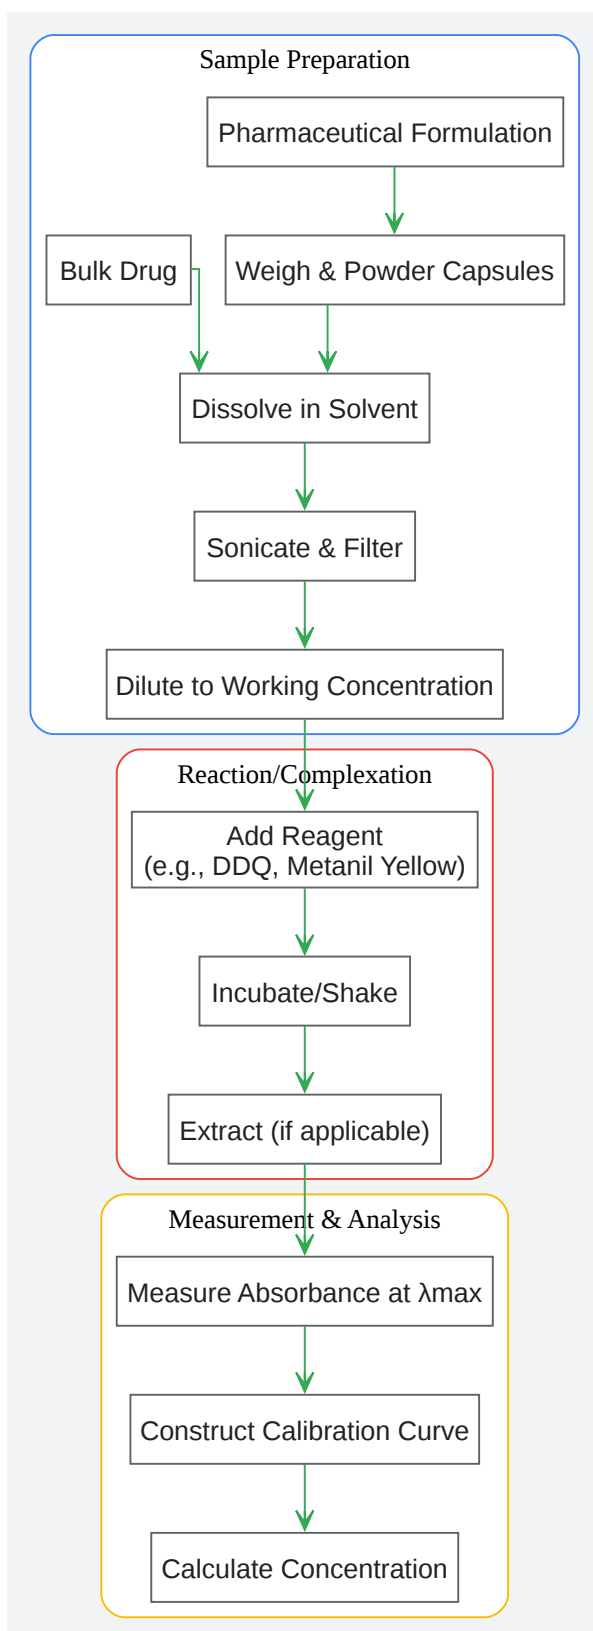 Sample Preparation
Pharmaceutical Formulation
Bulk Drug
Weigh & Powder Capsules
Dissolve in Solvent
Sonicate & Filter
Dilute to Working Concentration
Reaction/Complexation
Add Reagent
(e.g., DDQ, Metanil Yellow)
Incubate/Shake
Extract (if applicable)
Measurement & Analysis
Measure Absorbance at λmax
Construct Calibration Curve
Calculate Concentration